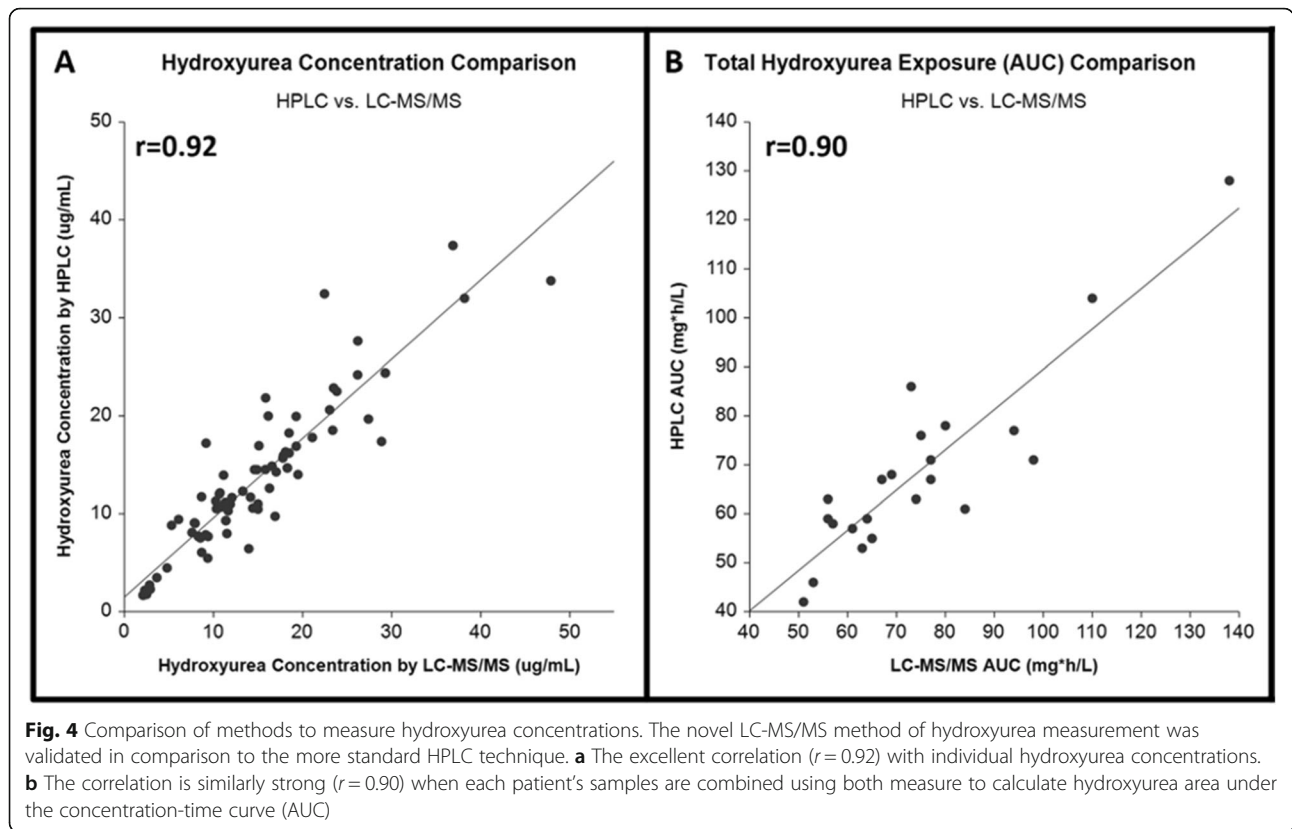 A Hydroxyurea Concentration Comparison
HPLC vs. LC-MS/MS
r=0.92
Hydroxyurea Concentration by HPLC (ug/mL)
50
40
30
20
10
0
0 10 20 30 40 50
Hydroxyurea Concentration by LC-MS/MS (ug/mL)
B Total Hydroxyurea Exposure (AUC) Comparison
HPLC vs. LC-MS/MS
r=0.90
HPLC AUC (mg*h/L)
140
130
120
110
100
90
80
70
60
50
40
40 50 60 70 80 90 100 110 120 130 140
LC-MS/MS AUC (mg*h/L)
Fig. 4 Comparison of methods to measure hydroxyurea concentrations. The novel LC-MS/MS method of hydroxyurea measurement was
validated in comparison to the more standard HPLC technique. a The excellent correlation (r = 0.92) with individual hydroxyurea concentrations.
b The correlation is similarly strong (r = 0.90) when each patient's samples are combined using both measure to calculate hydroxyurea area under
the concentration-time curve (AUC)